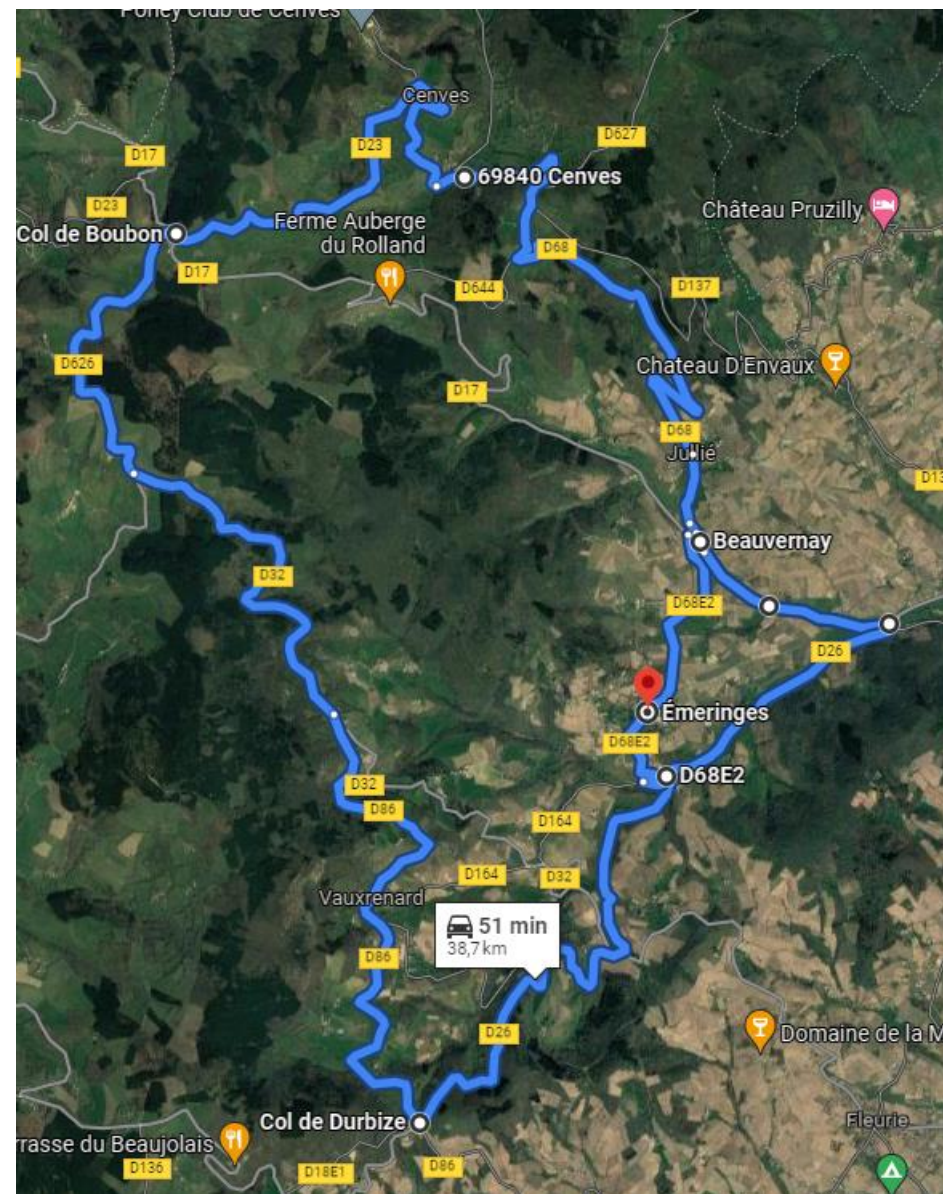 Poney Club de Cenves
Cenves
D627
D23
D17
69840 Cenves
D23
Château Pruzilly
Ferme Auberge
du Rolland
Col de Boubon
D68
D17
D644
D137
D626
Chateau D'Envaux
D17
D68
Jullié
D13
Beauvernay
D32
D68E2
D26
Émeringes
D68E2
D68E2
D32
D86
D164
D164
D32
Vauxrenard
51 min
38,7 km
D86
D26
Domaine de la M
Col de Durbize
Fleurie
rrasse du Beaujolais
D136
D18E1
D86